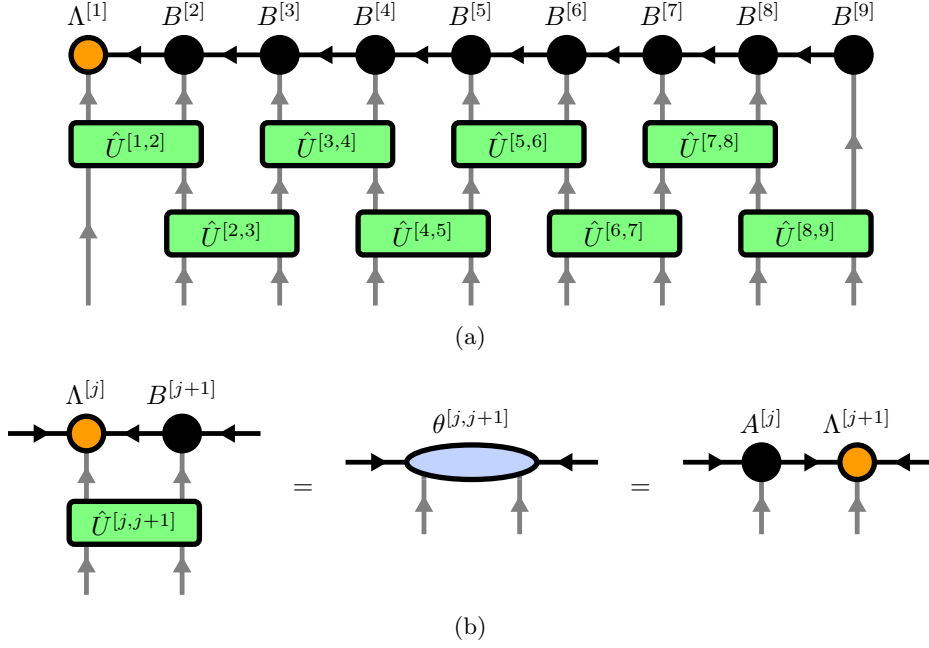 Λ^[1] B^[2] B^[3] B^[4] B^[5] B^[6] B^[7] B^[8] B^[9]
Û^[1,2] Û^[3,4] Û^[5,6] Û^[7,8]
Û^[2,3] Û^[4,5] Û^[6,7] Û^[8,9]
(a)
Λ^[j] B^[j+1] θ^[j,j+1] A^[j] Λ^[j+1]
= =
Û^[j,j+1]
(b)